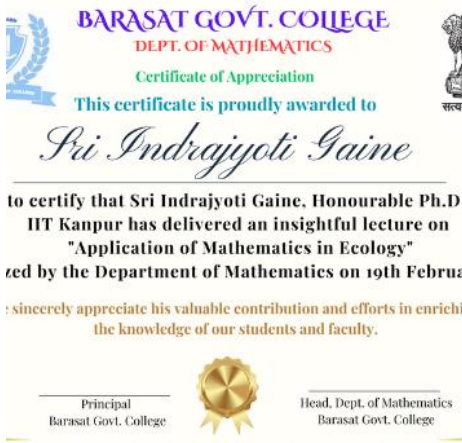 BARASAT GOVT. COLLEGE
DEPT. OF MATHEMATICS
Certificate of Appreciation
This certificate is proudly awarded to
Sri Indrajyoti Gaine
to certify that Sri Indrajyoti Gaine, Honourable Ph.D
IIT Kanpur has delivered an insightful lecture on
"Application of Mathematics in Ecology"
zed by the Department of Mathematics on 19th Februa
e sincerely appreciate his valuable contribution and efforts in enrichi
the knowledge of our students and faculty.
Principal
Barasat Govt. College
Head, Dept. of Mathematics
Barasat Govt. College